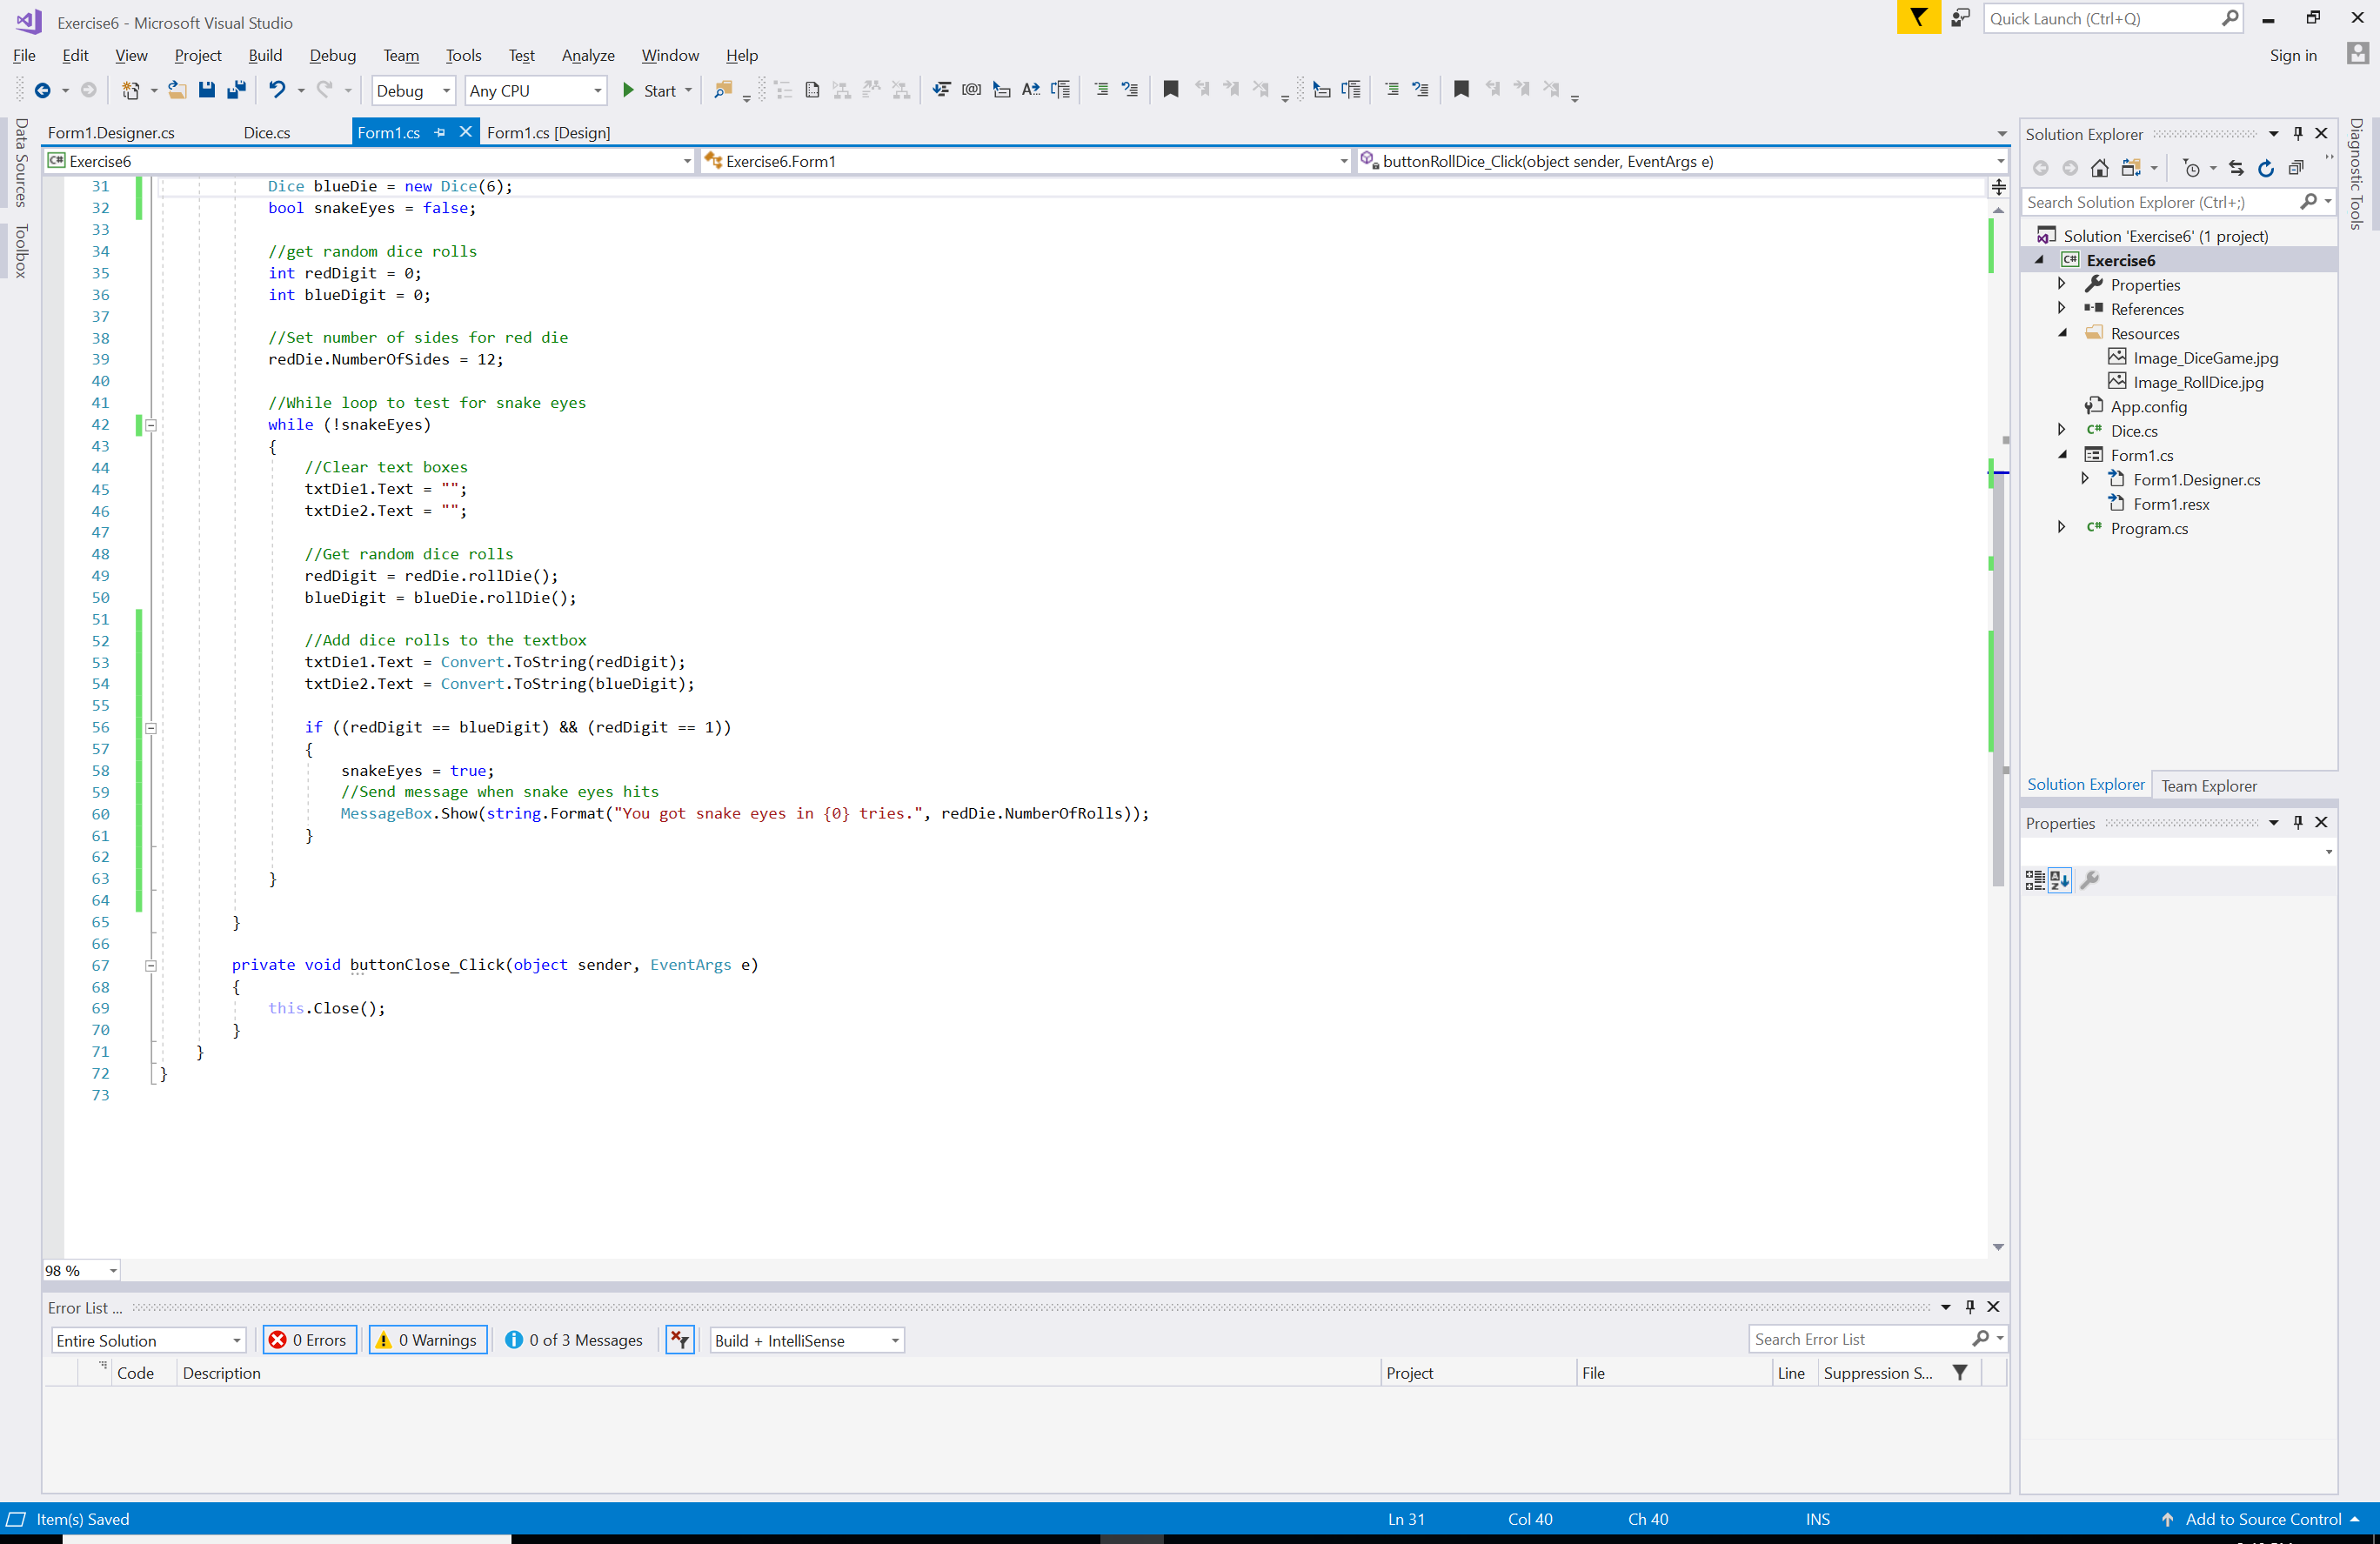 Exercise6 - Microsoft Visual Studio
Quick Launch (Ctrl+Q)
File Edit View Project Build Debug Team Tools Test Analyze Window Help
Sign in
Debug Any CPU Start
Data Sources
Toolbox
Form1.Designer.cs Dice.cs Form1.cs Form1.cs [Design]
C# Exercise6 Exercise6.Form1 buttonRollDice_Click(object sender, EventArgs e)
31 Dice blueDie = new Dice(6);
32 bool snakeEyes = false;
33
34 //get random dice rolls
35 int redDigit = 0;
36 int blueDigit = 0;
37
38 //Set number of sides for red die
39 redDie.NumberOfSides = 12;
40
41 //While loop to test for snake eyes
42 while (!snakeEyes)
43 {
44 //Clear text boxes
45 txtDie1.Text = "";
46 txtDie2.Text = "";
47
48 //Get random dice rolls
49 redDigit = redDie.rollDie();
50 blueDigit = blueDie.rollDie();
51
52 //Add dice rolls to the textbox
53 txtDie1.Text = Convert.ToString(redDigit);
54 txtDie2.Text = Convert.ToString(blueDigit);
55
56 if ((redDigit == blueDigit) && (redDigit == 1))
57 {
58 snakeEyes = true;
59 //Send message when snake eyes hits
60 MessageBox.Show(string.Format("You got snake eyes in {0} tries.", redDie.NumberOfRolls));
61 }
62
63 }
64
65 }
66
67 private void buttonClose_Click(object sender, EventArgs e)
68 {
69 this.Close();
70 }
71 }
72 }
73
98 %
Error List ...
Entire Solution 0 Errors 0 Warnings 0 of 3 Messages Build + IntelliSense Search Error List
Code Description Project File Line Suppression S...
Solution Explorer
Search Solution Explorer (Ctrl+;)
Solution 'Exercise6' (1 project)
C# Exercise6
Properties
References
Resources
Image_DiceGame.jpg
Image_RollDice.jpg
App.config
C# Dice.cs
Form1.cs
Form1.Designer.cs
Form1.resx
C# Program.cs
Solution Explorer Team Explorer
Properties
Diagnostic Tools
Item(s) Saved Ln 31 Col 40 Ch 40 INS Add to Source Control